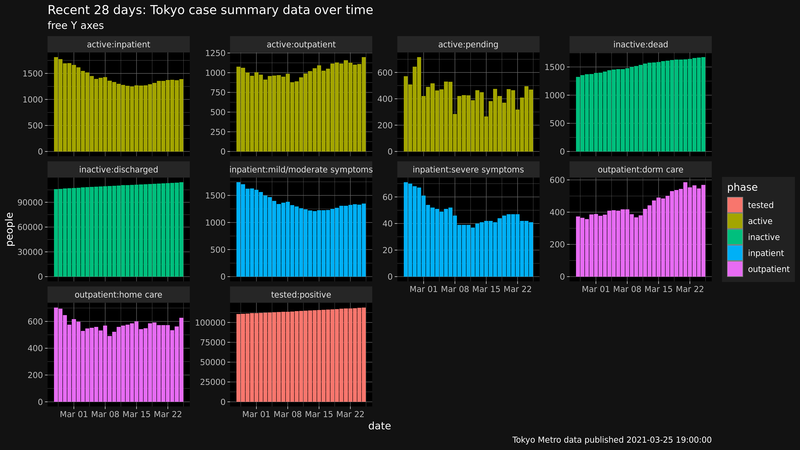 Recent 28 days: Tokyo case summary data over time
free Y axes
active:inpatient
active:outpatient
active:pending
inactive:dead
1500
1000
500
0
1250
1000
750
500
250
0
600
400
200
0
1500
1000
500
0
inactive:discharged
inpatient:mild/moderate symptoms
inpatient:severe symptoms
outpatient:dorm care
90000
60000
30000
0
1500
1000
500
0
60
40
20
0
600
400
200
0
Mar 01 Mar 08 Mar 15 Mar 22
Mar 01 Mar 08 Mar 15 Mar 22
outpatient:home care
tested:positive
600
400
200
0
100000
75000
50000
25000
0
Mar 01 Mar 08 Mar 15 Mar 22
Mar 01 Mar 08 Mar 15 Mar 22
people
date
phase
tested
active
inactive
inpatient
outpatient
Tokyo Metro data published 2021-03-25 19:00:00